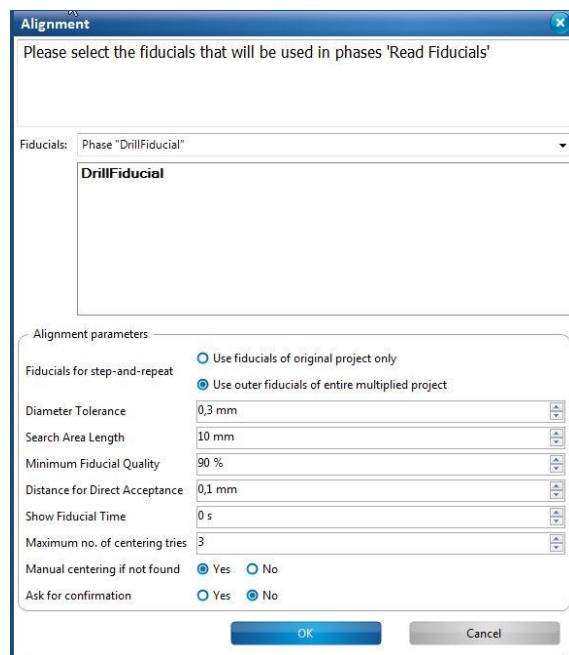 Alignment
Please select the fiducials that will be used in phases 'Read Fiducials'
Fiducials: Phase "DrillFiducial"
DrillFiducial
Alignment parameters
Fiducials for step-and-repeat
Use fiducials of original project only
Use outer fiducials of entire multiplied project
Diameter Tolerance 0,3 mm
Search Area Length 10 mm
Minimum Fiducial Quality 90 %
Distance for Direct Acceptance 0,1 mm
Show Fiducial Time 0 s
Maximum no. of centering tries 3
Manual centering if not found Yes No
Ask for confirmation Yes No
OK Cancel